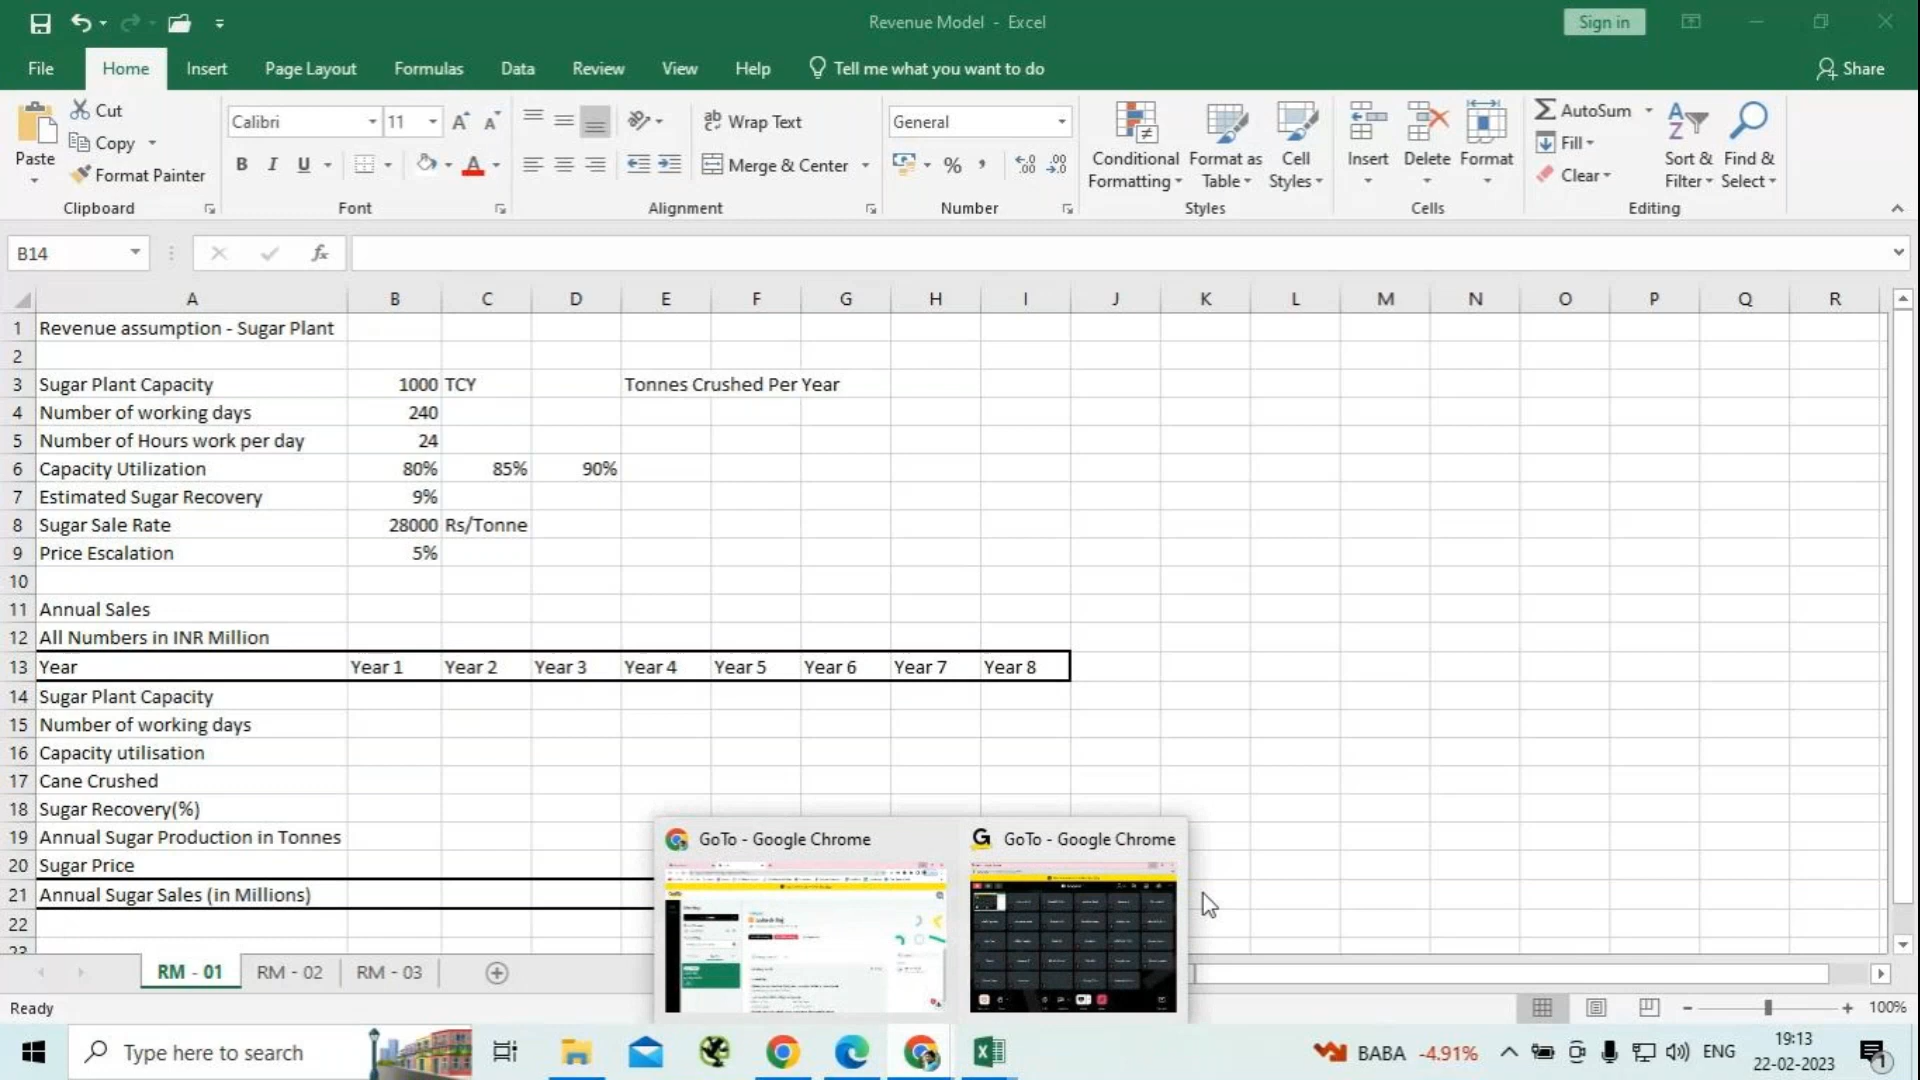 Revenue Model - Excel
Sign in
File Home Insert Page Layout Formulas Data Review View Help Tell me what you want to do Share
Paste
Cut
Copy
Format Painter
Clipboard
Calibri 11
B I U
Font
Wrap Text
Merge & Center
Alignment
General
Number
Conditional Formatting
Format as Table
Cell Styles
Styles
Insert Delete Format
Cells
AutoSum
Fill
Clear
Sort & Filter
Find & Select
Editing
B14
fx
A B C D E F G H I J K L M N O P Q R
1 Revenue assumption - Sugar Plant
2
3 Sugar Plant Capacity 1000 TCY Tonnes Crushed Per Year
4 Number of working days 240
5 Number of Hours work per day 24
6 Capacity Utilization 80% 85% 90%
7 Estimated Sugar Recovery 9%
8 Sugar Sale Rate 28000 Rs/Tonne
9 Price Escalation 5%
10
11 Annual Sales
12 All Numbers in INR Million
13 Year Year 1 Year 2 Year 3 Year 4 Year 5 Year 6 Year 7 Year 8
14 Sugar Plant Capacity
15 Number of working days
16 Capacity utilisation
17 Cane Crushed
18 Sugar Recovery(%)
19 Annual Sugar Production in Tonnes
20 Sugar Price
21 Annual Sugar Sales (in Millions)
22
23
GoTo - Google Chrome
GoTo - Google Chrome
RM - 01 RM - 02 RM - 03
Ready
100%
Type here to search
BABA -4.91%
ENG
19:13
22-02-2023
1